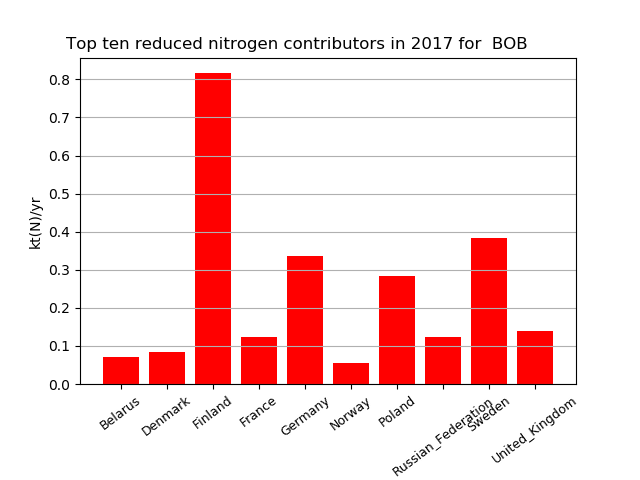 Top ten reduced nitrogen contributors in 2017 for  BOB
kt(N)/yr
0.8
0.7
0.6
0.5
0.4
0.3
0.2
0.1
0.0
Belarus
Denmark
Finland
France
Germany
Norway
Poland
Russian_Federation
Sweden
United_Kingdom